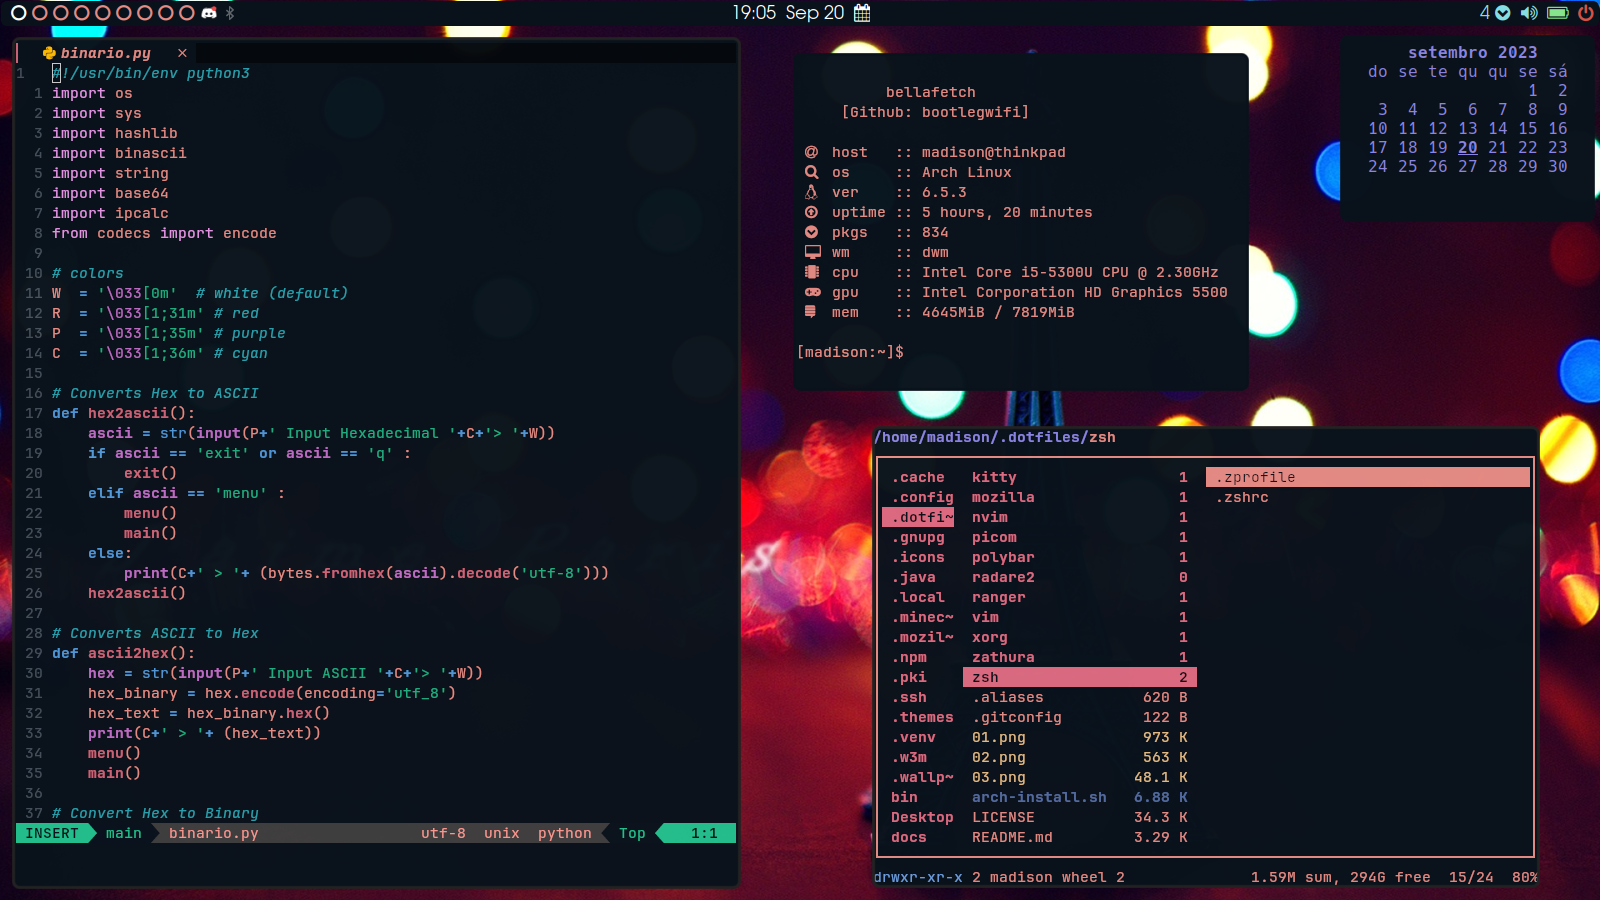 19:05 Sep 20
4
binario.py ×
1 #!/usr/bin/env python3
1 import os
2 import sys
3 import hashlib
4 import binascii
5 import string
6 import base64
7 import ipcalc
8 from codecs import encode
9
10 # colors
11 W = '\033[0m' # white (default)
12 R = '\033[1;31m' # red
13 P = '\033[1;35m' # purple
14 C = '\033[1;36m' # cyan
15
16 # Converts Hex to ASCII
17 def hex2ascii():
18 ascii = str(input(P+' Input Hexadecimal '+C+'> '+W))
19 if ascii == 'exit' or ascii == 'q' :
20 exit()
21 elif ascii == 'menu' :
22 menu()
23 main()
24 else:
25 print(C+' > '+ (bytes.fromhex(ascii).decode('utf-8')))
26 hex2ascii()
27
28 # Converts ASCII to Hex
29 def ascii2hex():
30 hex = str(input(P+' Input ASCII '+C+'> '+W))
31 hex_binary = hex.encode(encoding='utf_8')
32 hex_text = hex_binary.hex()
33 print(C+' > '+ (hex_text))
34 menu()
35 main()
36
37 # Convert Hex to Binary
INSERT main binario.py utf-8 unix python Top 1:1
bellafetch
[Github: bootlegwifi]
host :: madison@thinkpad
os :: Arch Linux
ver :: 6.5.3
uptime :: 5 hours, 20 minutes
pkgs :: 834
wm :: dwm
cpu :: Intel Core i5-5300U CPU @ 2.30GHz
gpu :: Intel Corporation HD Graphics 5500
mem :: 4645MiB / 7819MiB
[madison:~]$
setembro 2023
do se te qu qu se sá
1 2
3 4 5 6 7 8 9
10 11 12 13 14 15 16
17 18 19 20 21 22 23
24 25 26 27 28 29 30
/home/madison/.dotfiles/zsh
.cache kitty 1 .zprofile
.config mozilla 1 .zshrc
.dotfi~ nvim 1
.gnupg picom 1
.icons polybar 1
.java radare2 0
.local ranger 1
.minec~ vim 1
.mozil~ xorg 1
.npm zathura 1
.pki zsh 2
.ssh .aliases 620 B
.themes .gitconfig 122 B
.venv 01.png 973 K
.w3m 02.png 563 K
.wallp~ 03.png 48.1 K
bin arch-install.sh 6.88 K
Desktop LICENSE 34.3 K
docs README.md 3.29 K
drwxr-xr-x 2 madison wheel 2 1.59M sum, 294G free 15/24 80%